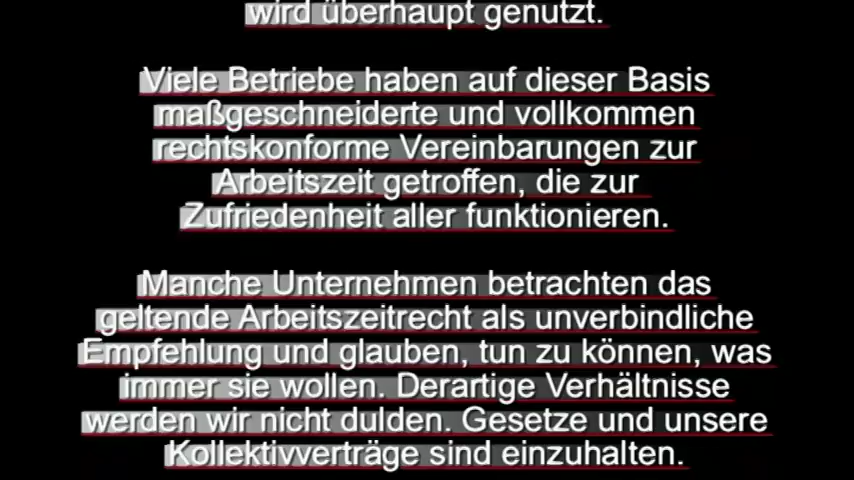 wird überhaupt genutzt.
Viele Betriebe haben auf dieser Basis
maßgeschneiderte und vollkommen
rechtskonforme Vereinbarungen zur
Arbeitszeit getroffen, die zur
Zufriedenheit aller funktionieren.
Manche Unternehmen betrachten das
geltende Arbeitszeitrecht als unverbindliche
Empfehlung und glauben, tun zu können, was
immer sie wollen. Derartige Verhältnisse
werden wir nicht dulden. Gesetze und unsere
Kollektivverträge sind einzuhalten.